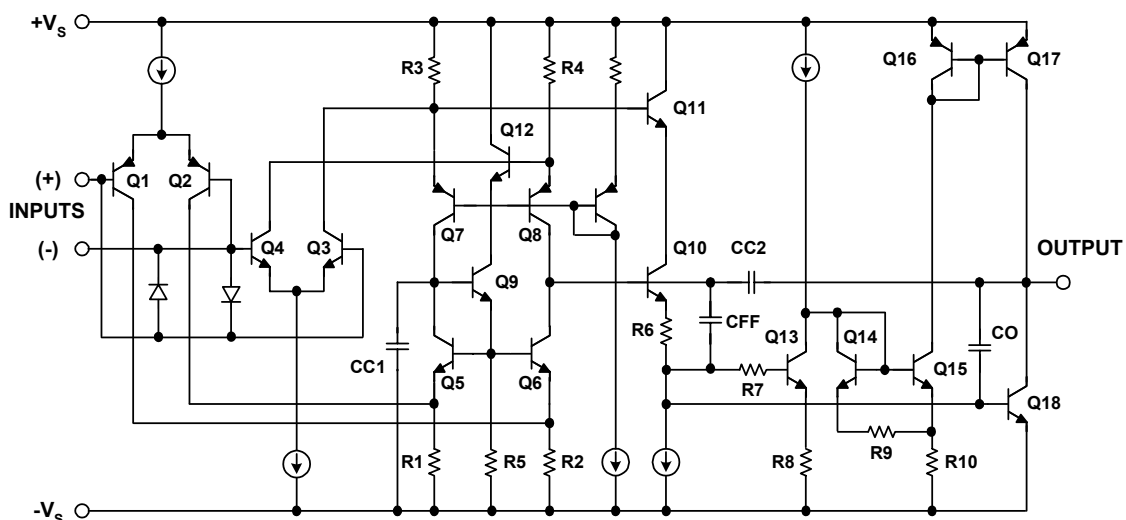 +VS
R3
R4
Q16
Q17
Q11
Q12
(+)
Q1
Q2
INPUTS
(-)
Q4
Q3
Q7
Q8
Q10
CC2
OUTPUT
Q9
R6
CFF
Q13
Q14
CO
CC1
Q5
Q6
R7
Q15
Q18
R1
R5
R2
R8
R9
R10
-VS